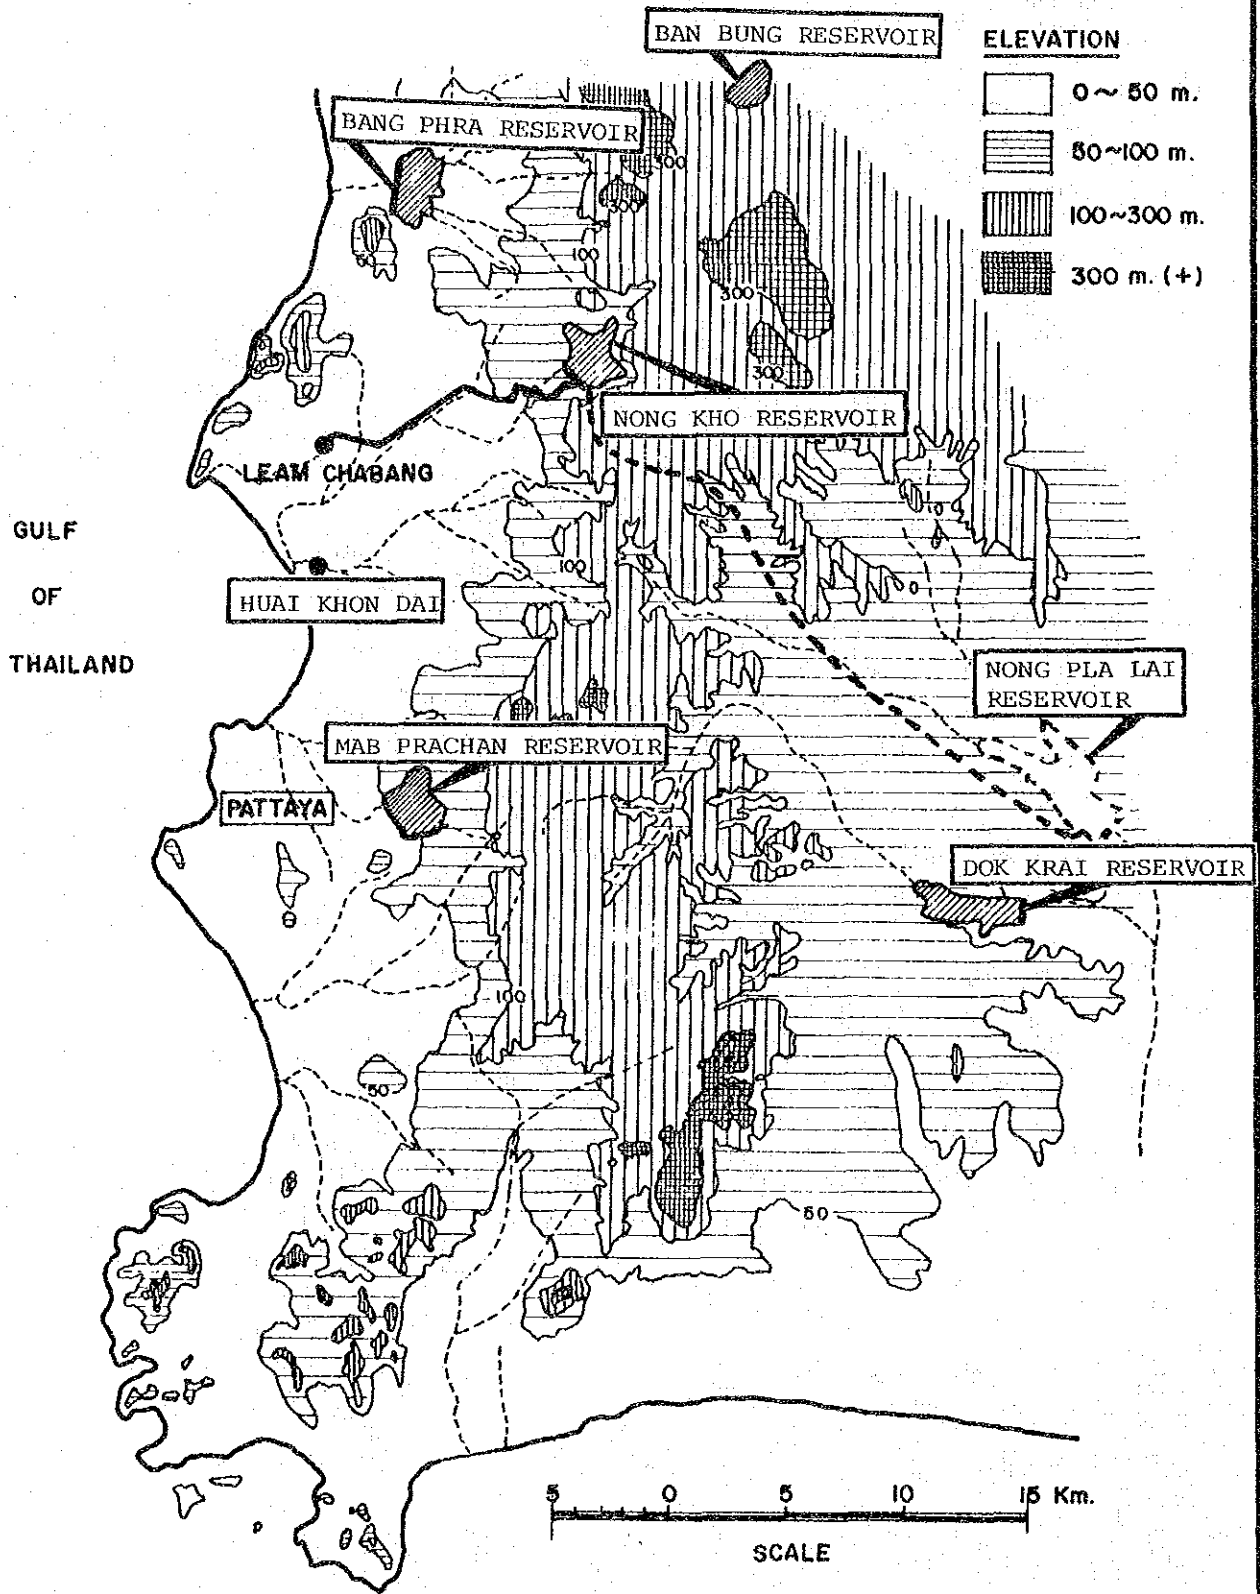 BAN BUNG RESERVOIR
ELEVATION
0~50 m.
50~100 m.
100~300 m.
300 m. (+)
BANG PHRA RESERVOIR
300
300
100
300
300
NONG KHO RESERVOIR
LEAM CHABANG
GULF
OF
THAILAND
100
HUAI KHON DAI
NONG PLA LAI
RESERVOIR
MAB PRACHAN RESERVOIR
PATTAYA
DOK KRAI RESERVOIR
100
50
50
5 0 5 10 15 Km.
SCALE